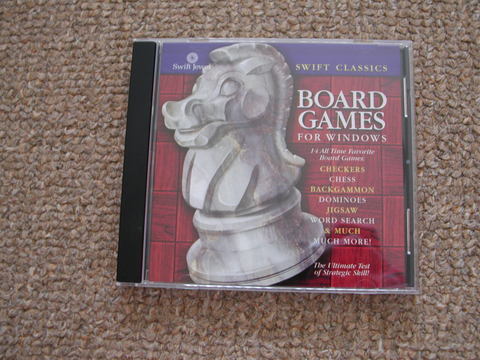 Swift Jewel
SWIFT CLASSICS
BOARD
GAMES
FOR WINDOWS
14 All Time Favorite
Board Games:
CHECKERS
CHESS
BACKGAMMON
DOMINOES
JIGSAW
WORD SEARCH
& MUCH
MUCH MORE!
The Ultimate Test
of Strategic Skill!